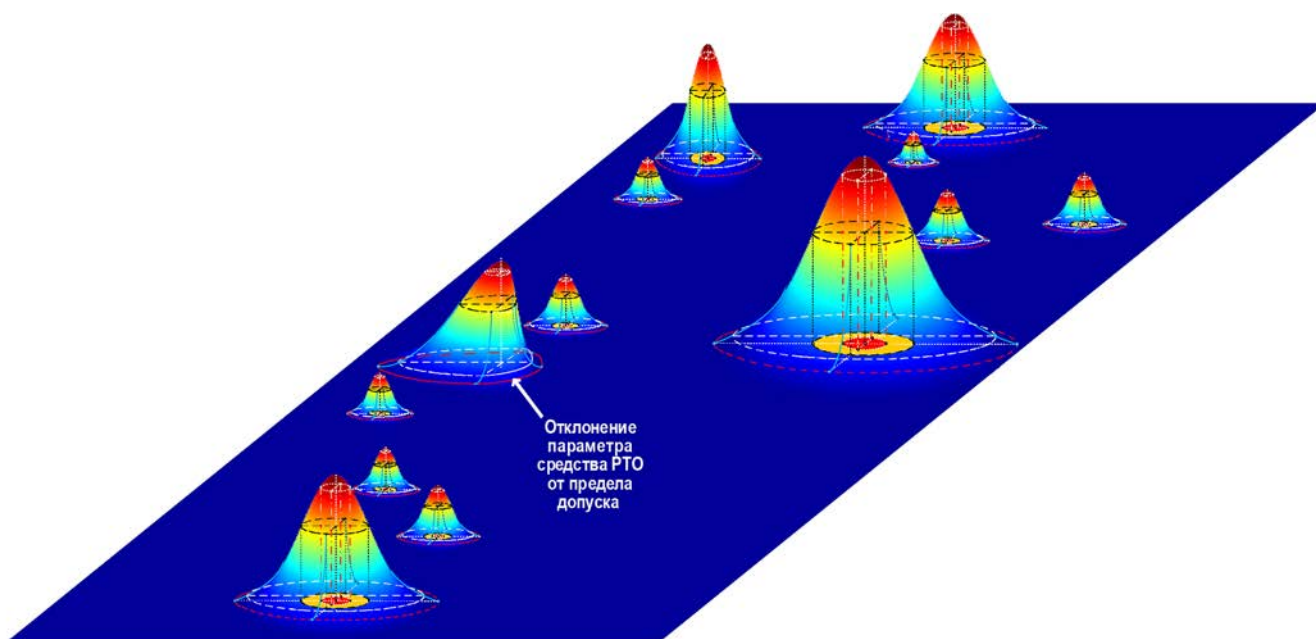 Отклонение
параметра
средства РТО
от предела
допуска